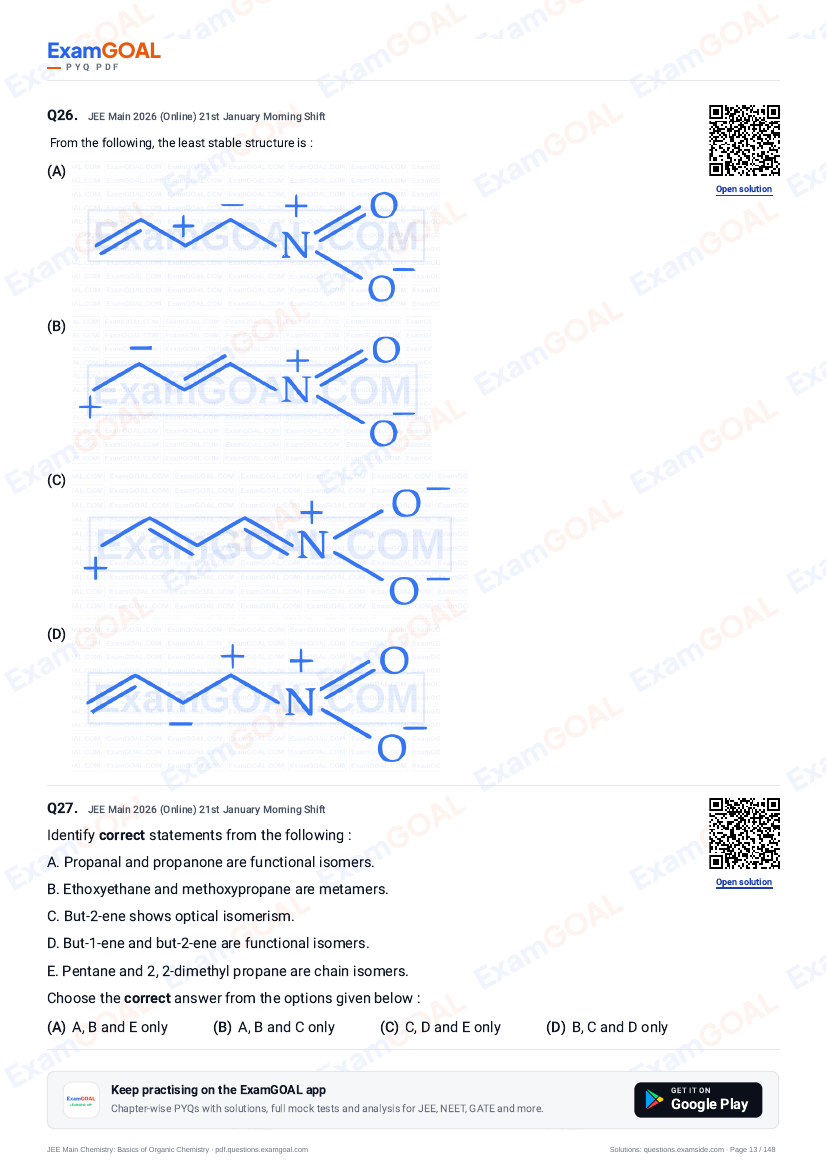 ExamGOAL
PYQ PDF
Q26. JEE Main 2026 (Online) 21st January Morning Shift
From the following, the least stable structure is :
Open solution
(A)
+ − + N O O −
(B)
+ − + N O O −
(C)
+ + N O − O −
(D)
− + + N O O −
Q27. JEE Main 2026 (Online) 21st January Morning Shift
Identify correct statements from the following :
Open solution
A. Propanal and propanone are functional isomers.
B. Ethoxyethane and methoxypropane are metamers.
C. But-2-ene shows optical isomerism.
D. But-1-ene and but-2-ene are functional isomers.
E. Pentane and 2, 2-dimethyl propane are chain isomers.
Choose the correct answer from the options given below :
(A) A, B and E only (B) A, B and C only (C) C, D and E only (D) B, C and D only
Keep practising on the ExamGOAL app
Chapter-wise PYQs with solutions, full mock tests and analysis for JEE, NEET, GATE and more.
GET IT ON
Google Play
JEE Main Chemistry: Basics of Organic Chemistry · pdf.questions.examgoal.com
Solutions: questions.examside.com · Page 13 / 148